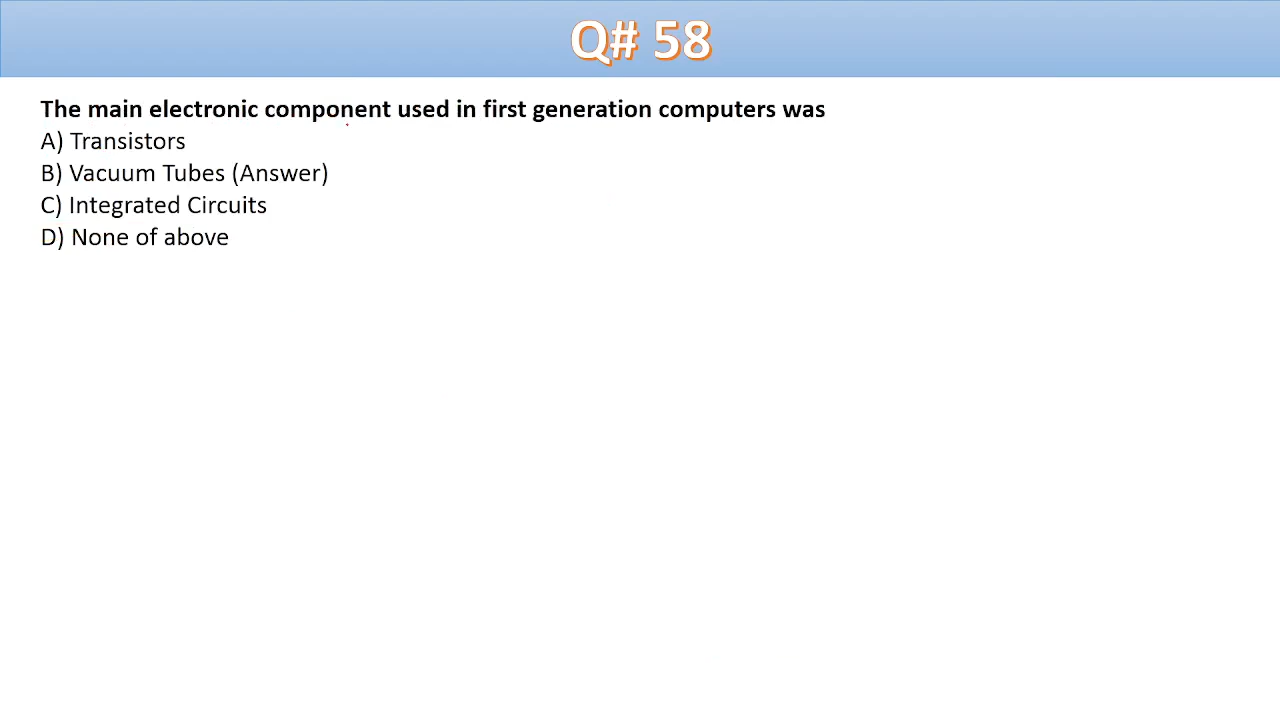 Q# 58
The main electronic component used in first generation computers was
A) Transistors
B) Vacuum Tubes (Answer)
C) Integrated Circuits
D) None of above